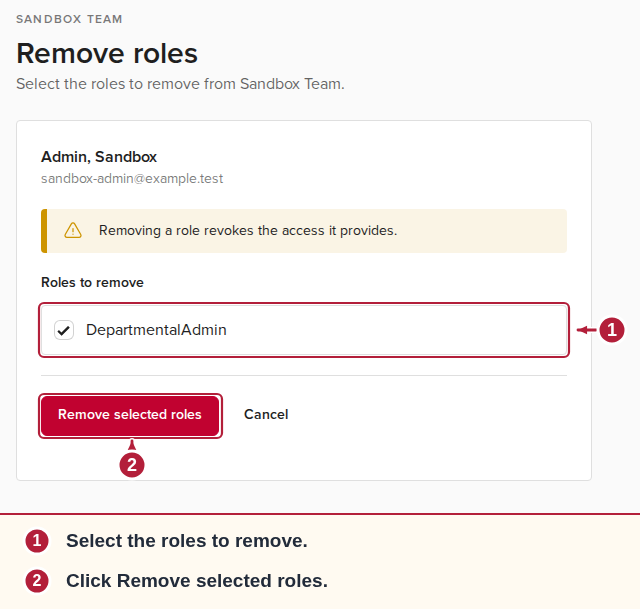 SANDBOX TEAM
Remove roles
Select the roles to remove from Sandbox Team.
Admin, Sandbox
sandbox-admin@example.test
Removing a role revokes the access it provides.
Roles to remove
DepartmentalAdmin
1
Remove selected roles Cancel
2
1 Select the roles to remove.
2 Click Remove selected roles.